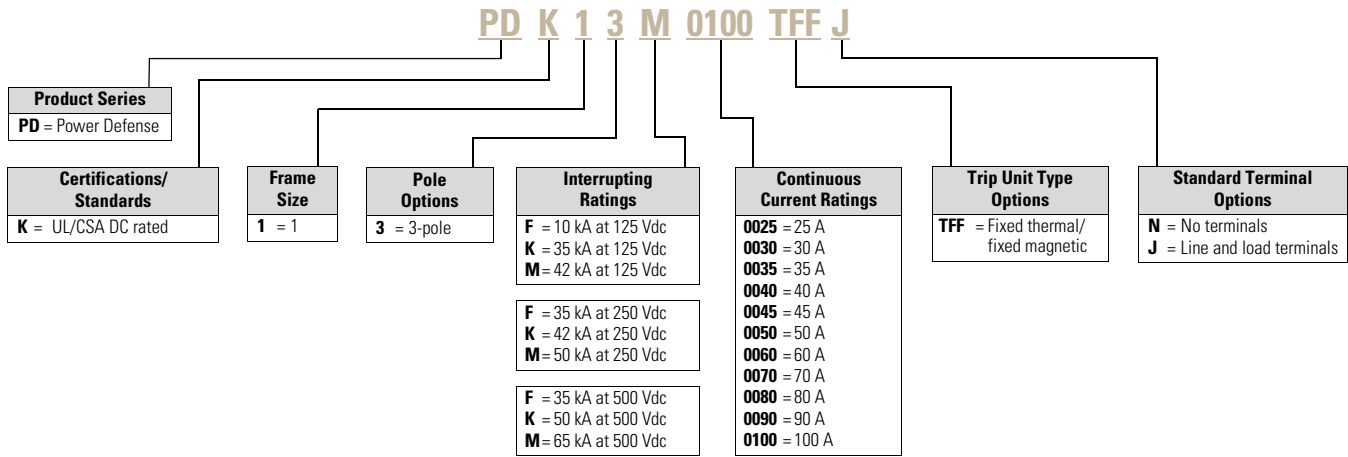 PD K 1 3 M 0100 TFF J
Product Series
PD = Power Defense
Certifications/
Standards
K = UL/CSA DC rated
Frame
Size
1 = 1
Pole
Options
3 = 3-pole
Interrupting
Ratings
F = 10 kA at 125 Vdc
K = 35 kA at 125 Vdc
M = 42 kA at 125 Vdc
F = 35 kA at 250 Vdc
K = 42 kA at 250 Vdc
M = 50 kA at 250 Vdc
F = 35 kA at 500 Vdc
K = 50 kA at 500 Vdc
M = 65 kA at 500 Vdc
Continuous
Current Ratings
0025 = 25 A
0030 = 30 A
0035 = 35 A
0040 = 40 A
0045 = 45 A
0050 = 50 A
0060 = 60 A
0070 = 70 A
0080 = 80 A
0090 = 90 A
0100 = 100 A
Trip Unit Type
Options
TFF = Fixed thermal/
fixed magnetic
Standard Terminal
Options
N = No terminals
J = Line and load terminals